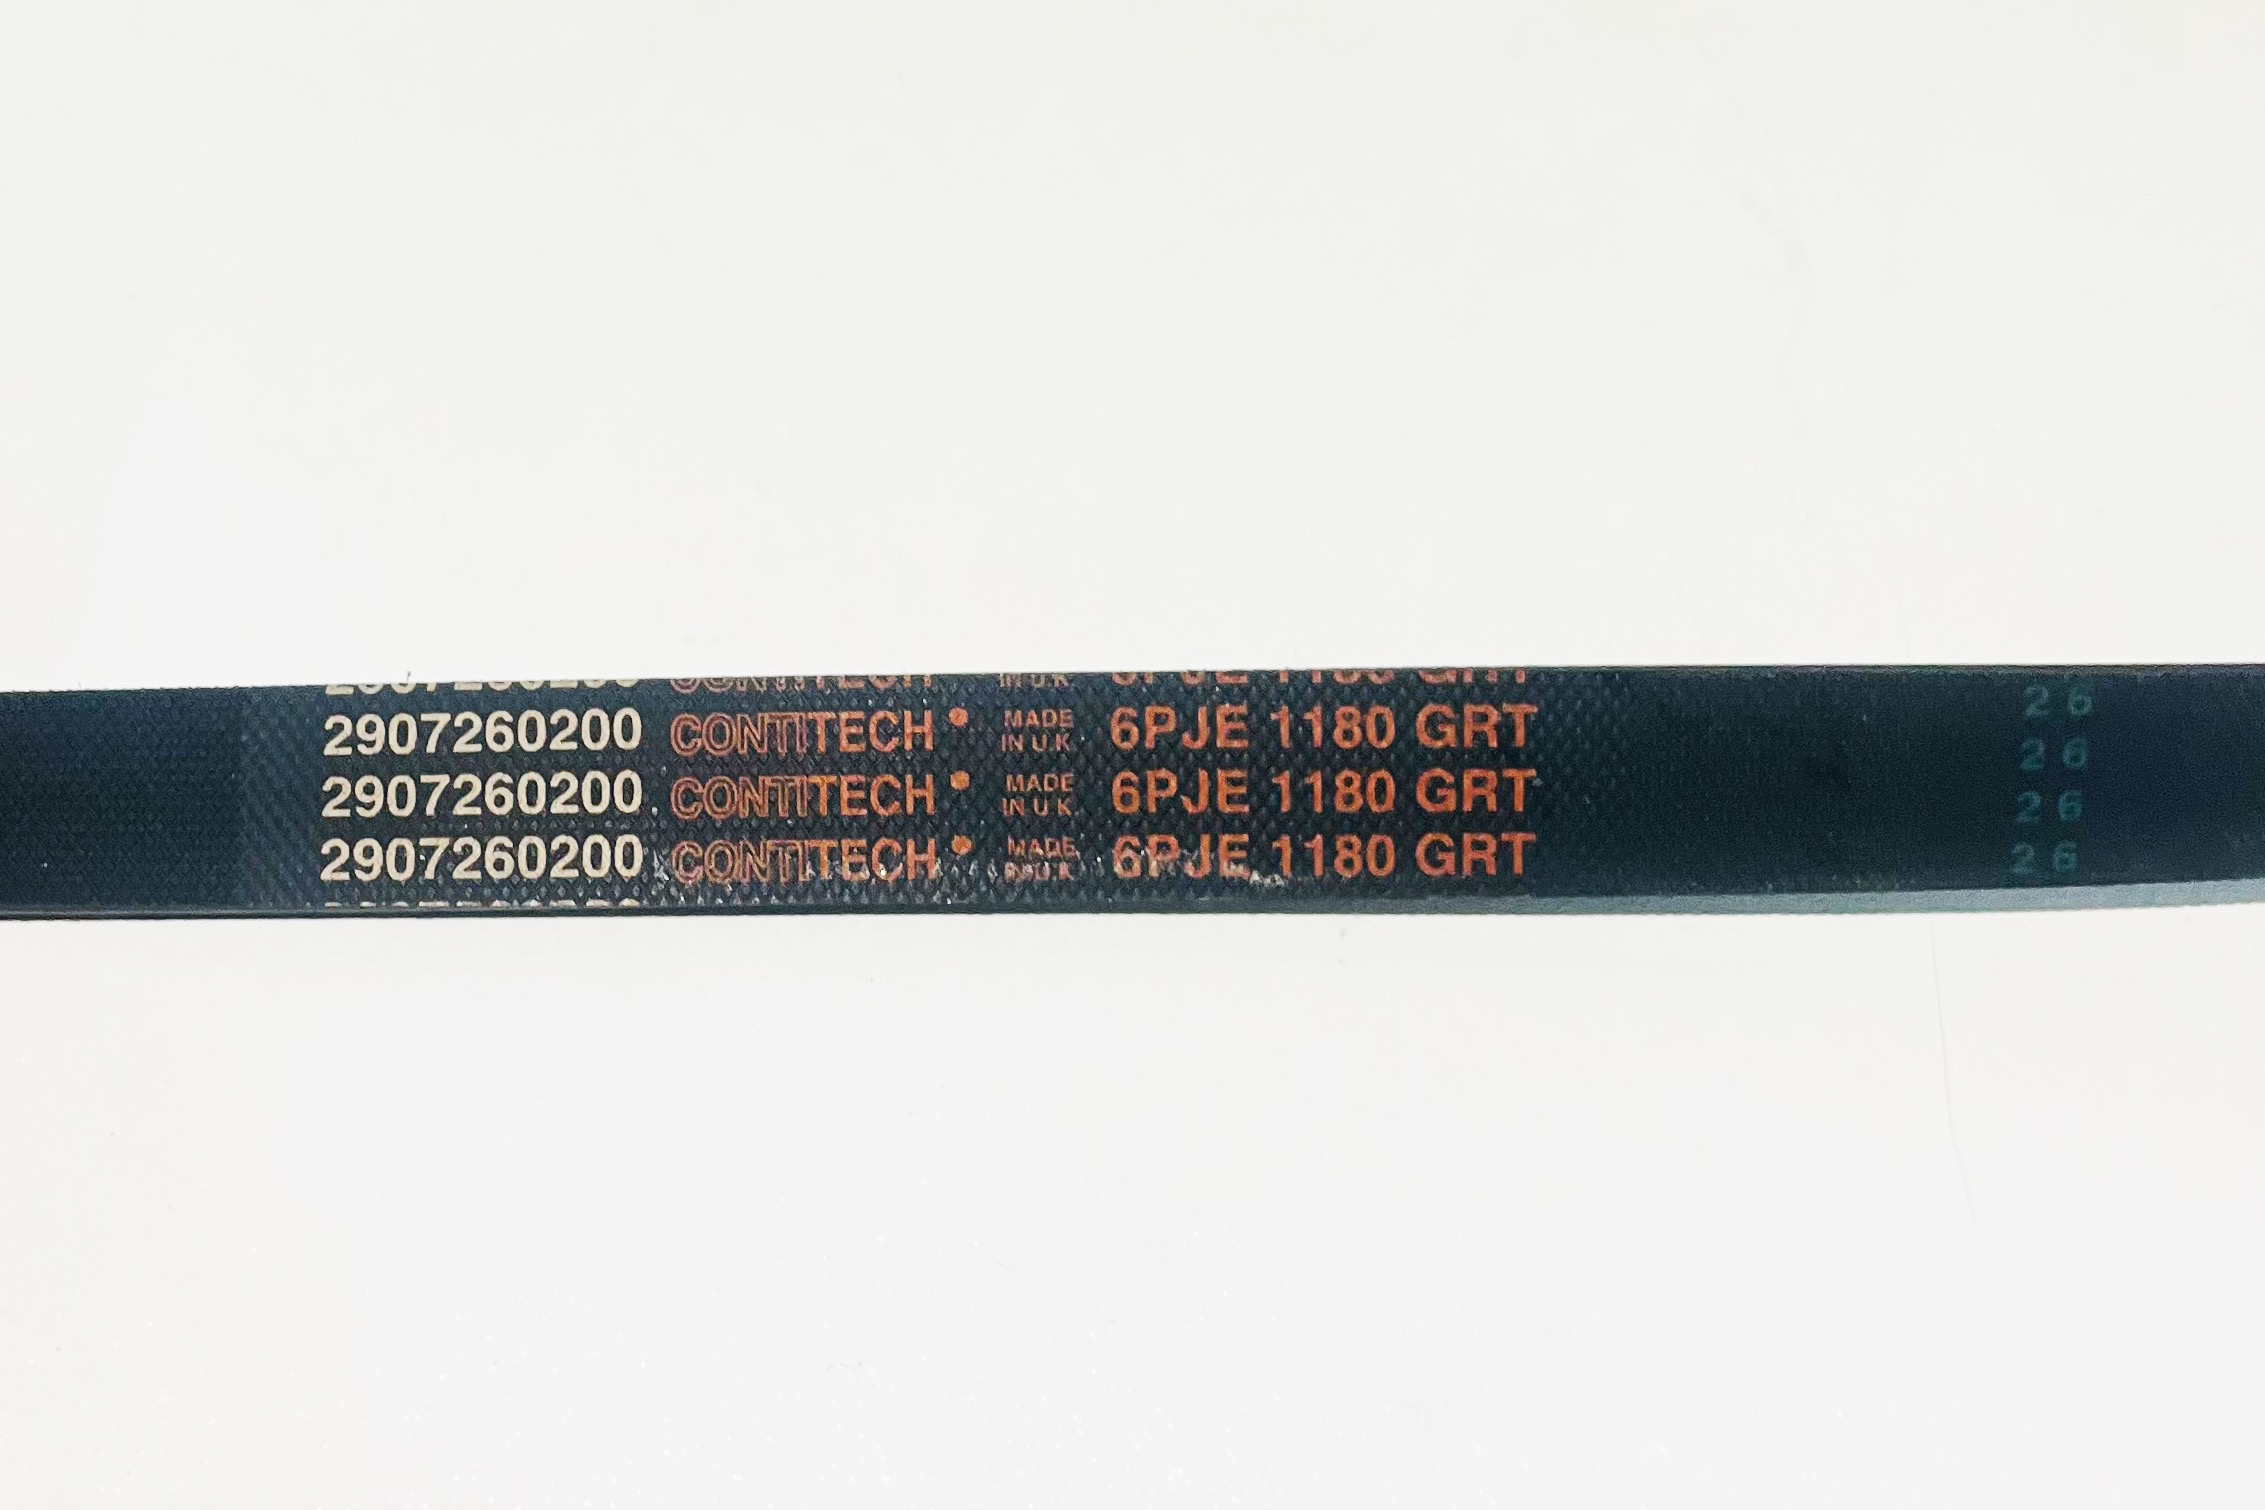 2907260200 CONTITECH MADE IN U.K. 6PJE 1180 GRT 26
2907260200 CONTITECH MADE IN U.K 6PJE 1180 GRT 26
2907260200 CONTITECH MADE 6PJE 1180 GRT 26
26